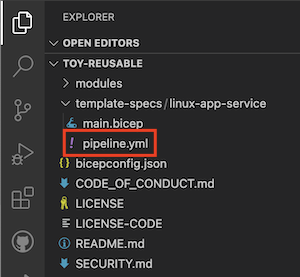 EXPLORER
OPEN EDITORS
TOY-REUSABLE
modules
template-specs/linux-app-service
main.bicep
! pipeline.yml
bicepconfig.json
CODE_OF_CONDUCT.md
LICENSE
LICENSE-CODE
README.md
SECURITY.md